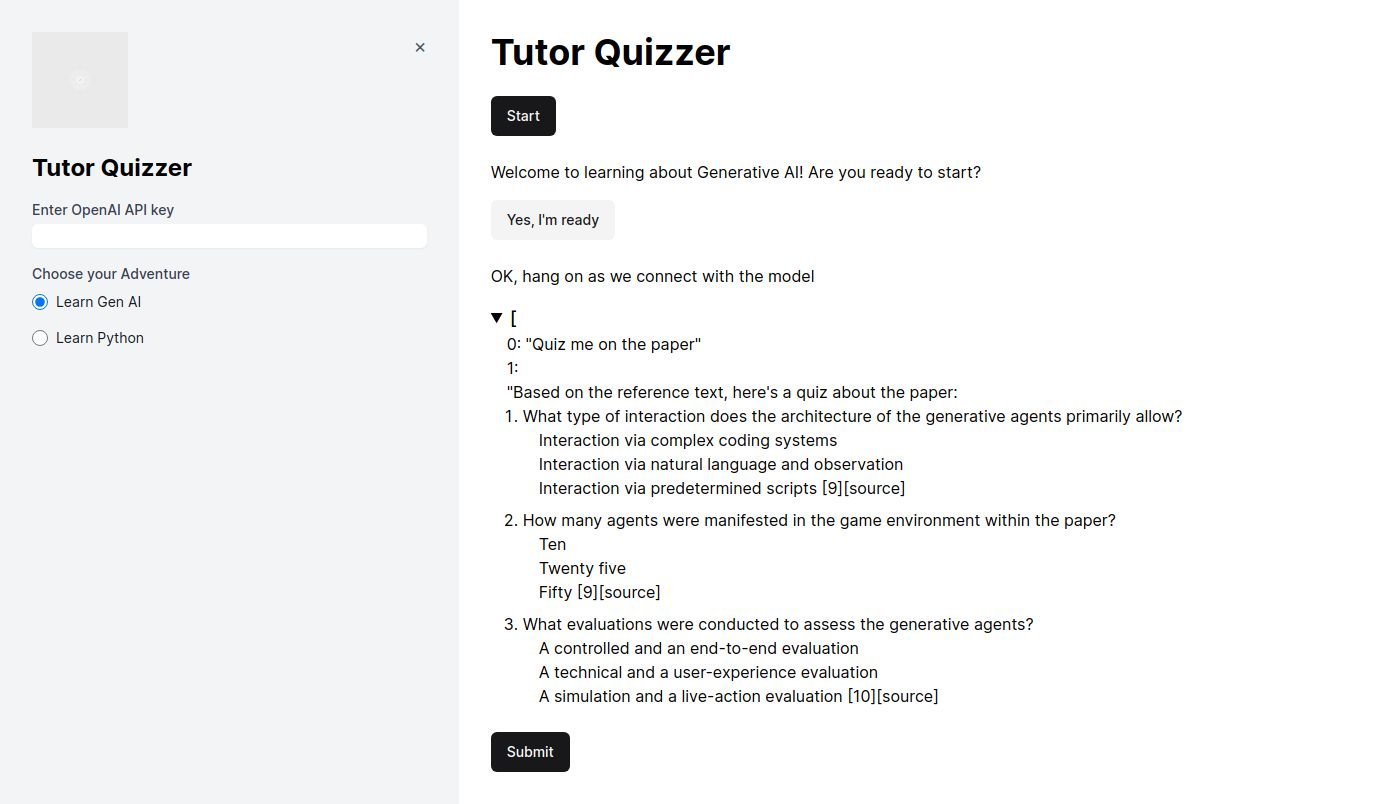 ×
Tutor Quizzer
Enter OpenAI API key
Choose your Adventure
Learn Gen AI
Learn Python
Tutor Quizzer
Start
Welcome to learning about Generative AI! Are you ready to start?
Yes, I'm ready
OK, hang on as we connect with the model
▼ [
0: "Quiz me on the paper"
1:
"Based on the reference text, here's a quiz about the paper:
1. What type of interaction does the architecture of the generative agents primarily allow?
Interaction via complex coding systems
Interaction via natural language and observation
Interaction via predetermined scripts [9][source]
2. How many agents were manifested in the game environment within the paper?
Ten
Twenty five
Fifty [9][source]
3. What evaluations were conducted to assess the generative agents?
A controlled and an end-to-end evaluation
A technical and a user-experience evaluation
A simulation and a live-action evaluation [10][source]
Submit